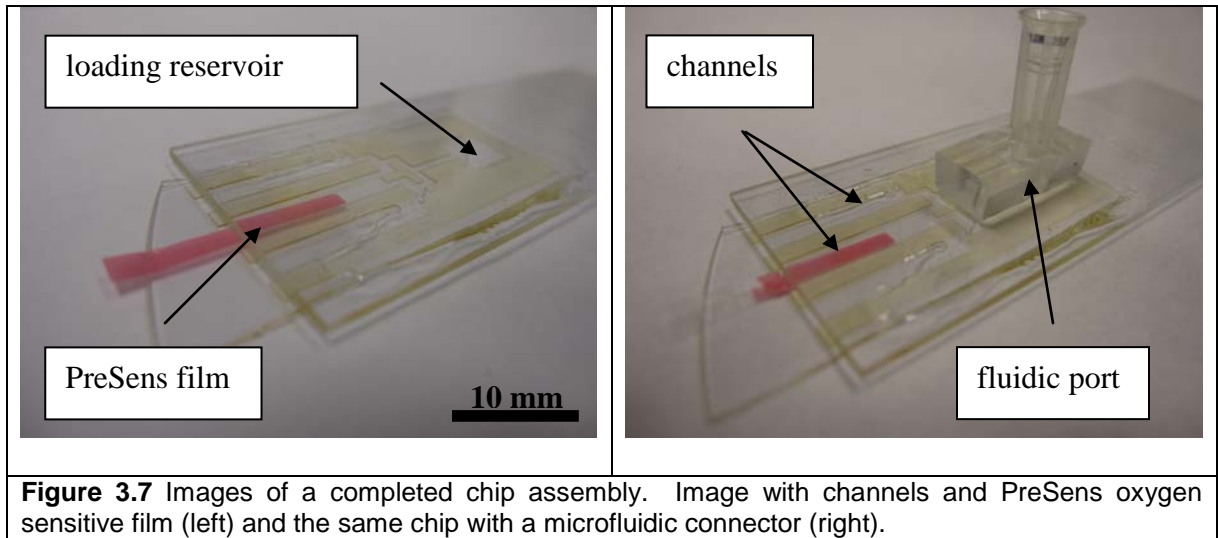 loading reservoir
PreSens film
10 mm
channels
fluidic port
Figure 3.7 Images of a completed chip assembly. Image with channels and PreSens oxygen
sensitive film (left) and the same chip with a microfluidic connector (right).